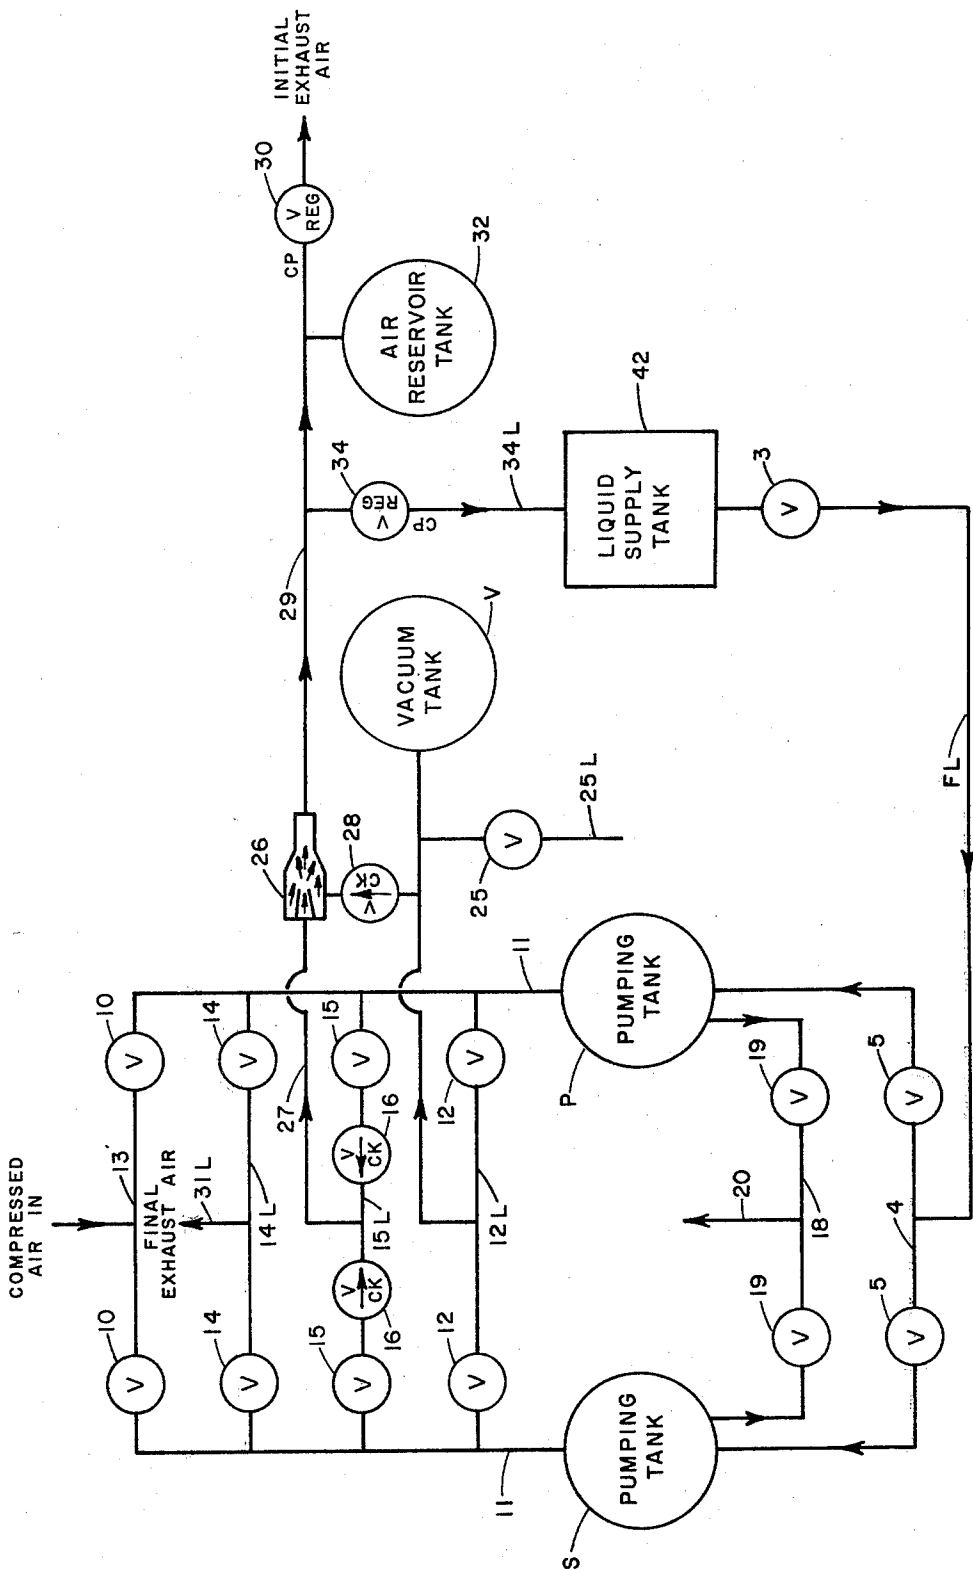 COMPRESSED
AIR IN
10
13
10
FINAL
EXHAUST AIR
V
V
14
31L
14
14L
V
V
27
26
29
30
INITIAL
EXHAUST
AIR
CP
V
REG
15
15
V
V
CK
16
15L
V
CK
16
V
28
V
CK
34
V
REG
CP
AIR
RESERVOIR
TANK
32
12
12
V
12L
V
VACUUM
TANK
V
25
V
25L
34L
11
11
S
P
PUMPING
TANK
PUMPING
TANK
LIQUID
SUPPLY
TANK
42
20
19
19
V
V
18
3
V
5
5
V
V
4
FL